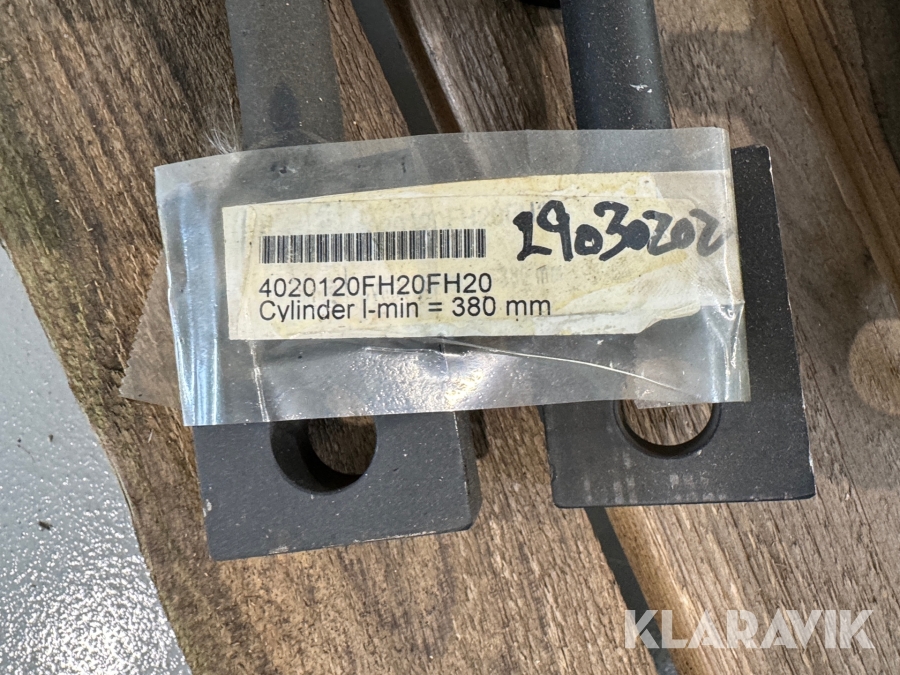 29030202
4020120FH20FH20
Cylinder l-min = 380 mm
KLARAVIK